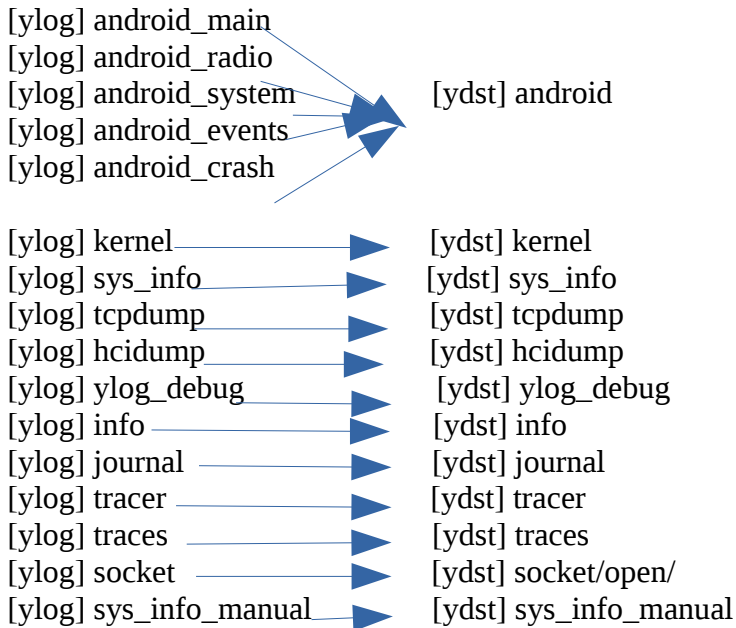 [ylog] android_main
[ylog] android_radio
[ylog] android_system [ydst] android
[ylog] android_events
[ylog] android_crash
[ylog] kernel [ydst] kernel
[ylog] sys_info [ydst] sys_info
[ylog] tcpdump [ydst] tcpdump
[ylog] hcidump [ydst] hcidump
[ylog] ylog_debug [ydst] ylog_debug
[ylog] info [ydst] info
[ylog] journal [ydst] journal
[ylog] tracer [ydst] tracer
[ylog] traces [ydst] traces
[ylog] socket [ydst] socket/open/
[ylog] sys_info_manual [ydst] sys_info_manual